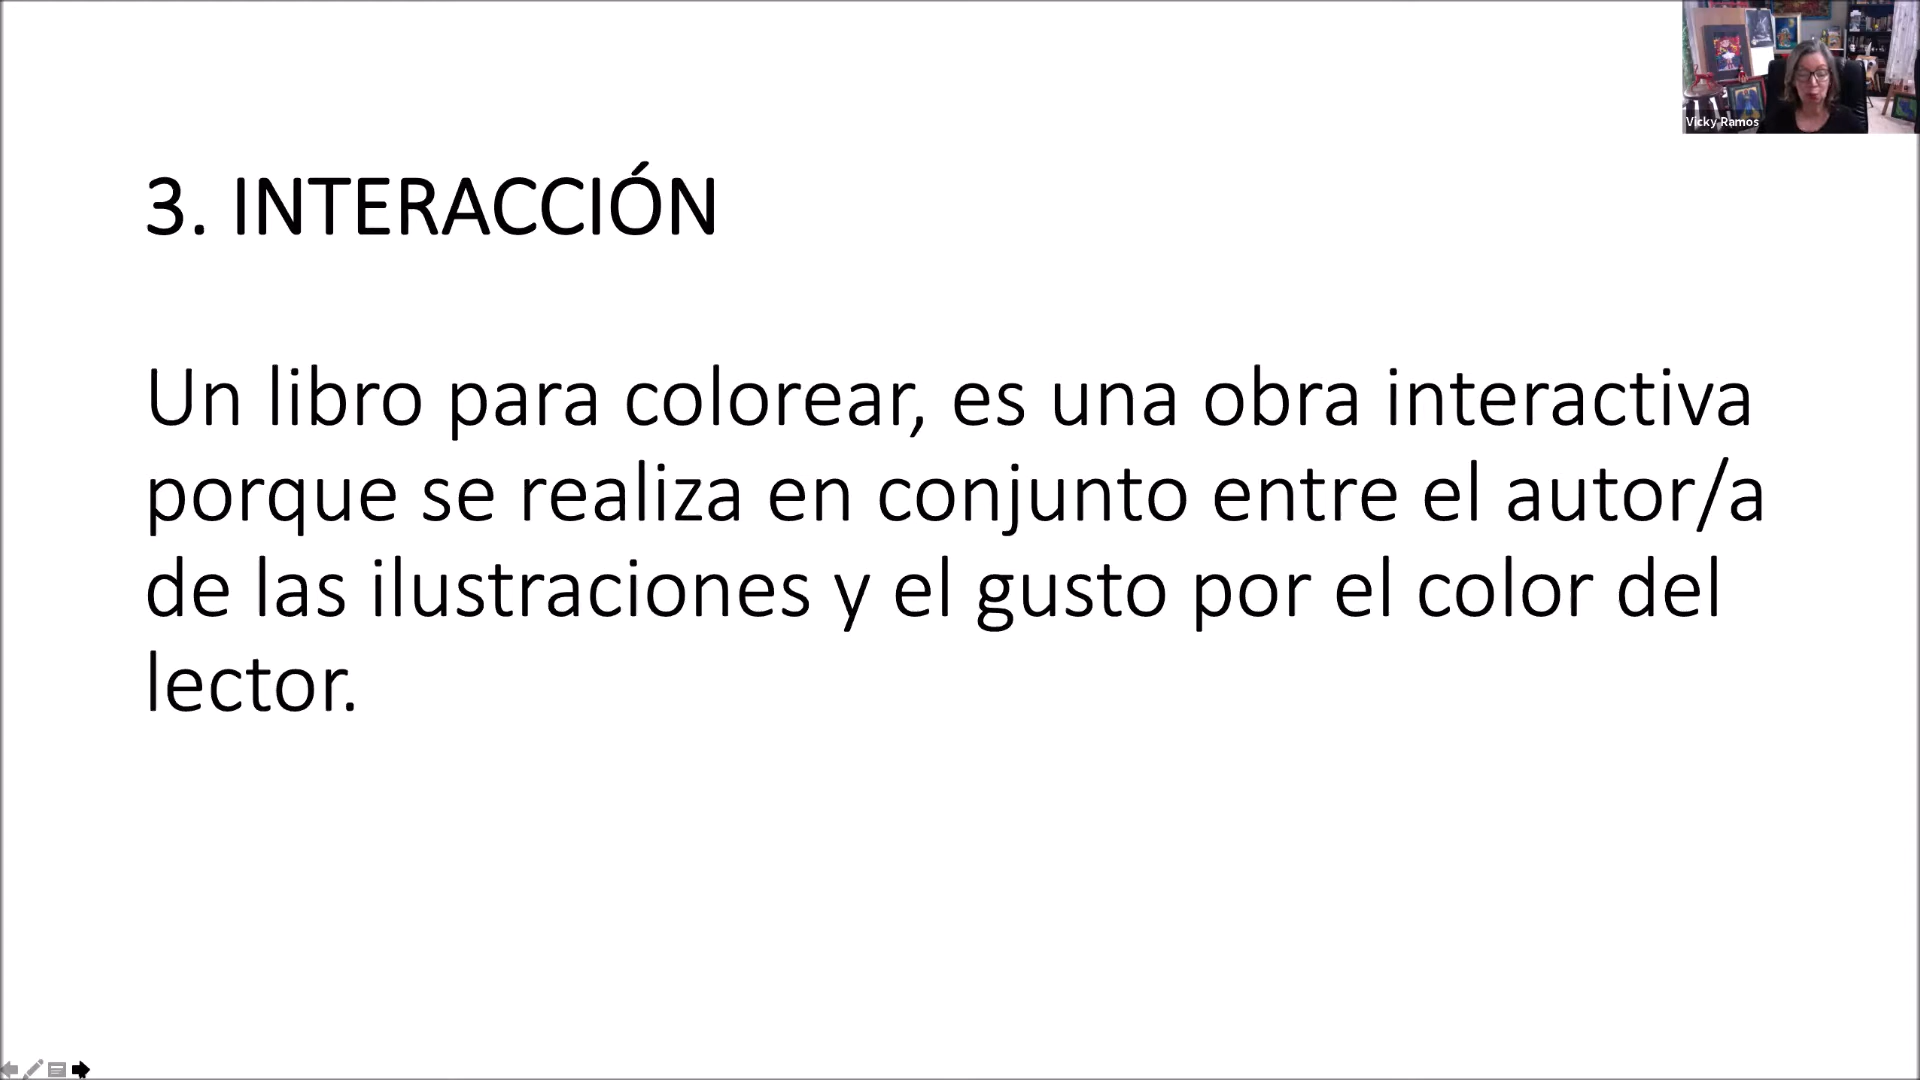 Vicky Ramos
3. INTERACCIÓN
Un libro para colorear, es una obra interactiva
porque se realiza en conjunto entre el autor/a
de las ilustraciones y el gusto por el color del
lector.